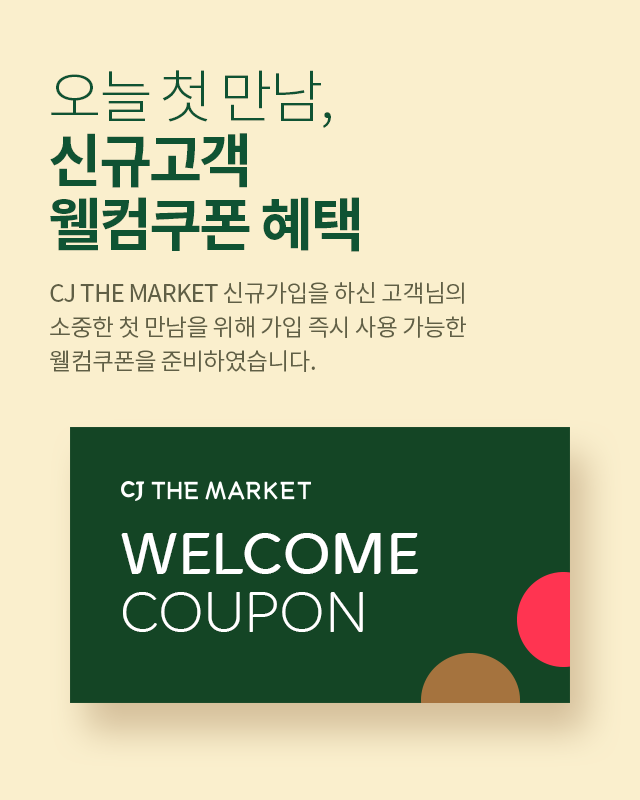 오늘 첫 만남,
신규고객
웰컴쿠폰 혜택
CJ THE MARKET 신규가입을 하신 고객님의
소중한 첫 만남을 위해 가입 즉시 사용 가능한
웰컴쿠폰을 준비하였습니다.
CJ THE MARKET
WELCOME
COUPON